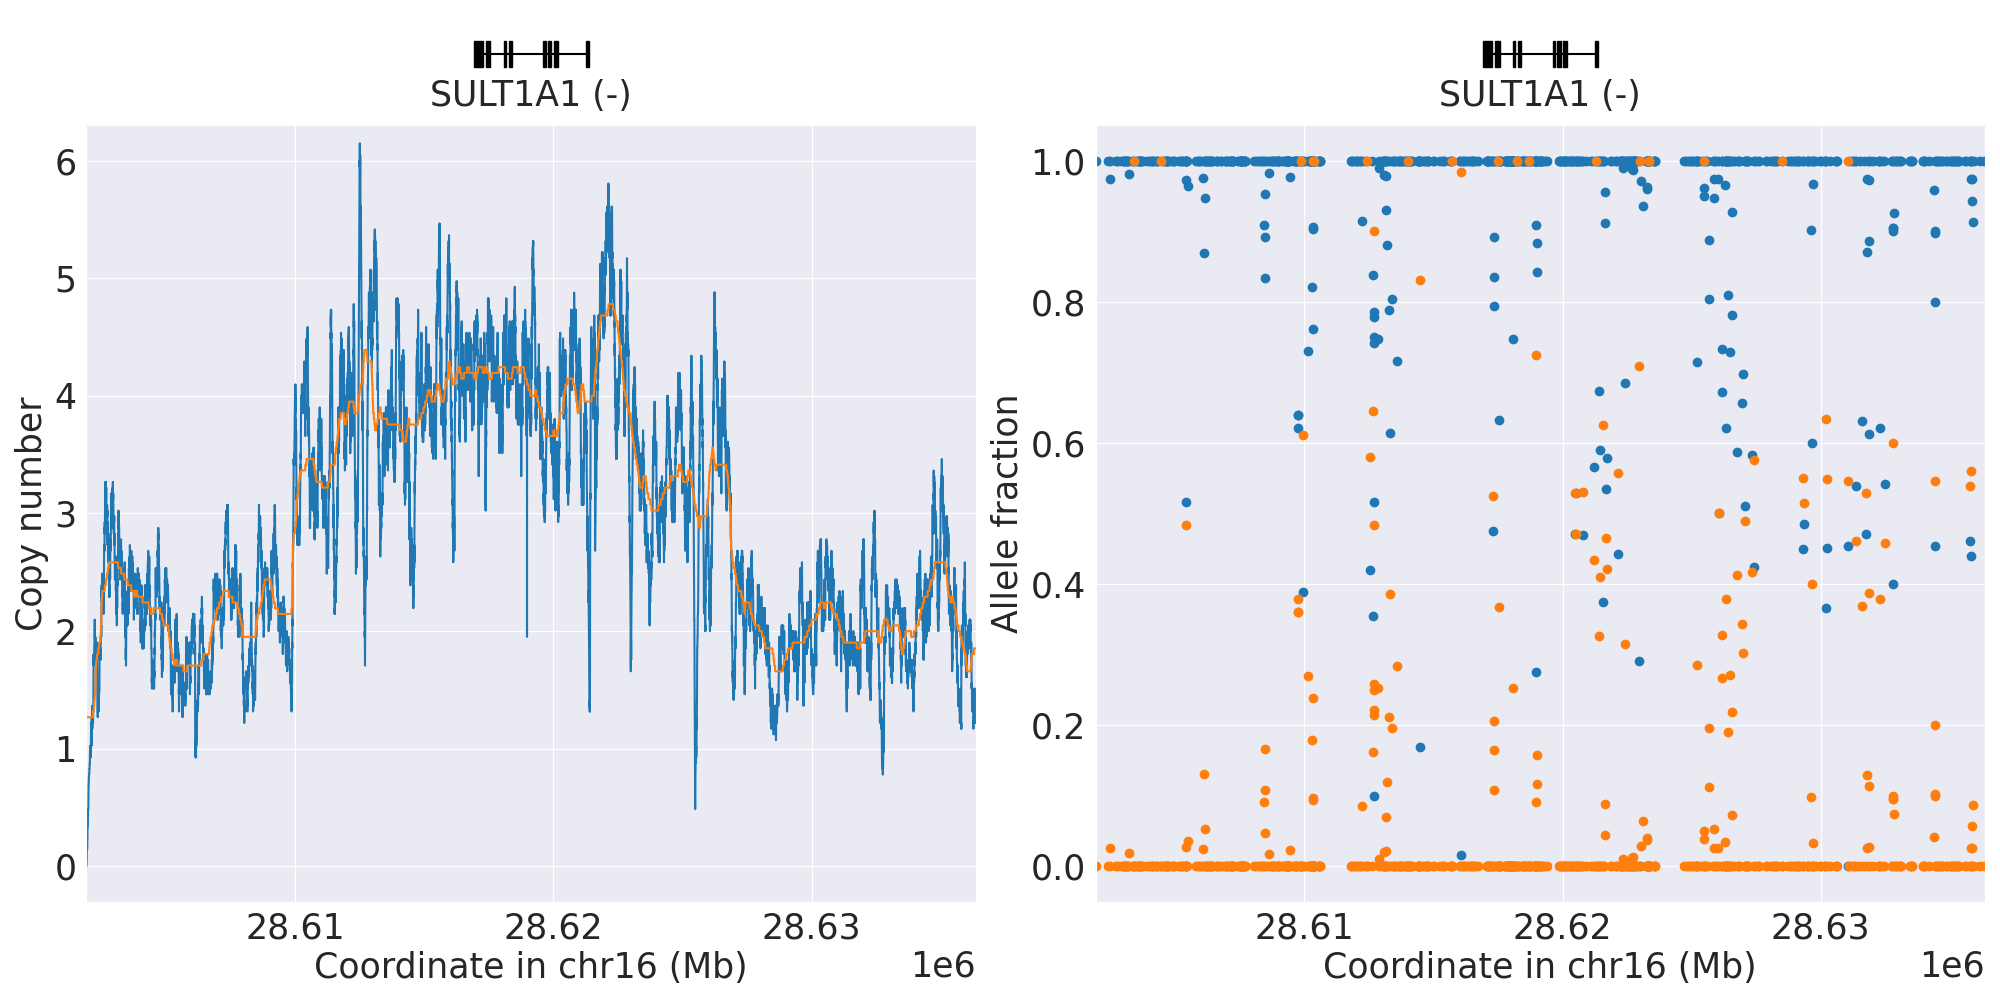 SULT1A1 (-)
6
5
4
3
2
1
0
Copy number
28.61
28.62
28.63
Coordinate in chr16 (Mb)
1e6
SULT1A1 (-)
1.0
0.8
0.6
0.4
0.2
0.0
Allele fraction
28.61
28.62
28.63
Coordinate in chr16 (Mb)
1e6